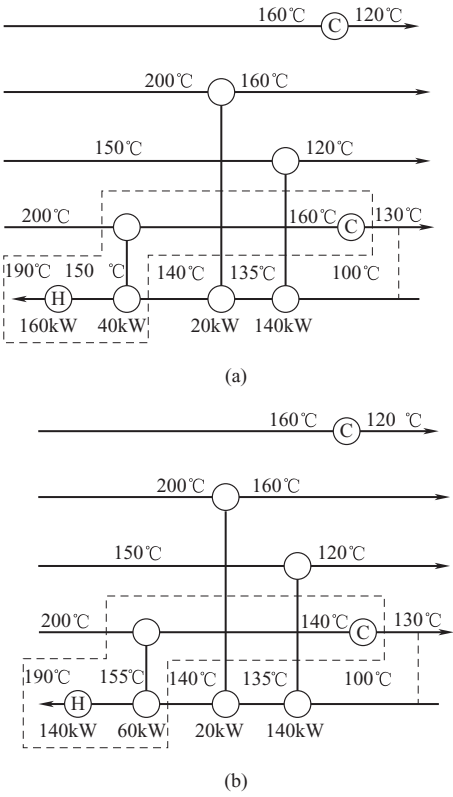 160℃ C 120℃
200℃ 160℃
150℃ 120℃
200℃ 160℃ C 130℃
190℃ 150 ℃ 140℃ 135℃ 100℃
H
160kW 40kW 20kW 140kW
(a)
160℃ C 120 ℃
200℃ 160℃
150℃ 120℃
200℃ 140℃ C 130℃
190℃ 155℃ 140℃ 135℃ 100℃
H
140kW 60kW 20kW 140kW
(b)